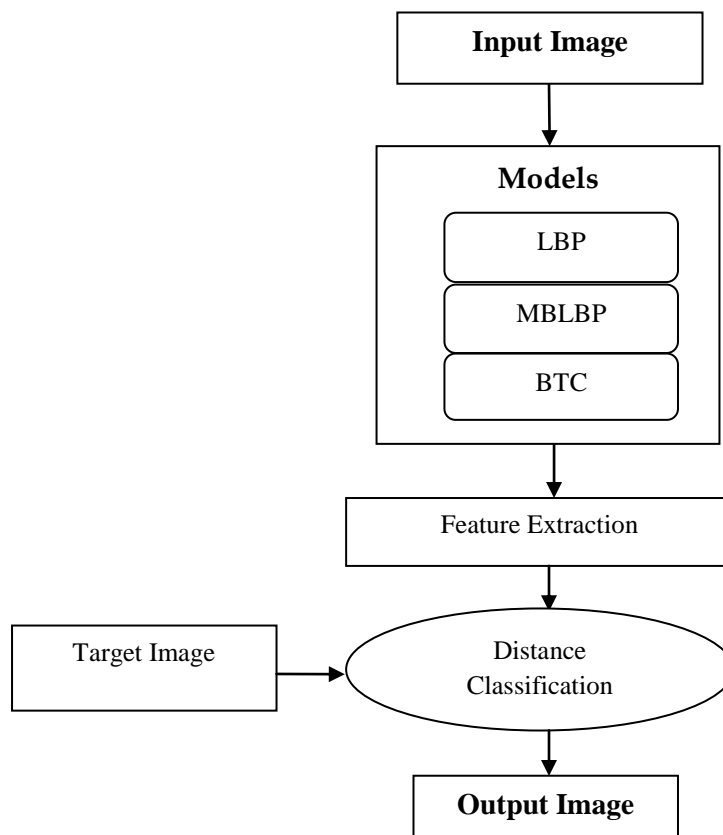 Input Image
Models
LBP
MBLBP
BTC
Feature Extraction
Target Image
Distance
Classification
Output Image